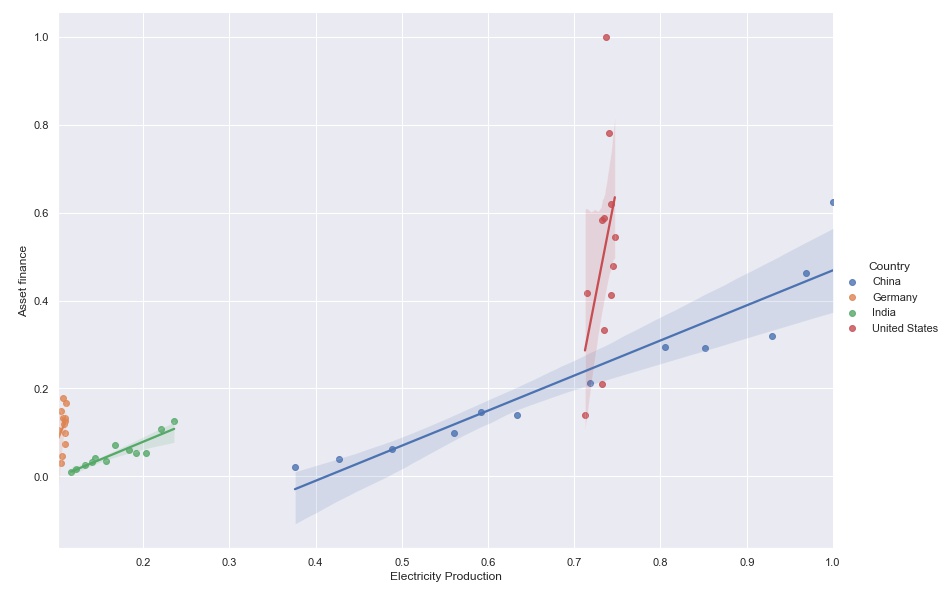 1.0
0.8
0.6
0.4
0.2
0.0
Asset finance
0.2
0.3
0.4
0.5
0.6
0.7
0.8
0.9
1.0
Electricity Production
Country
China
Germany
India
United States